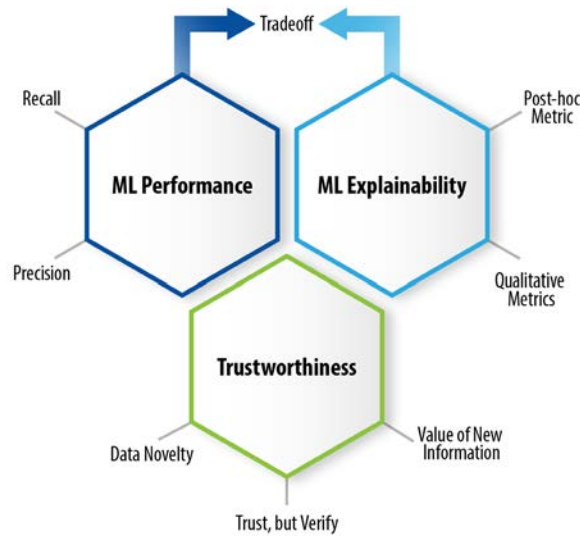 Tradeoff
Recall
Post-hoc
Metric
ML Performance
ML Explainability
Precision
Qualitative
Metrics
Trustworthiness
Data Novelty
Value of New
Information
Trust, but Verify